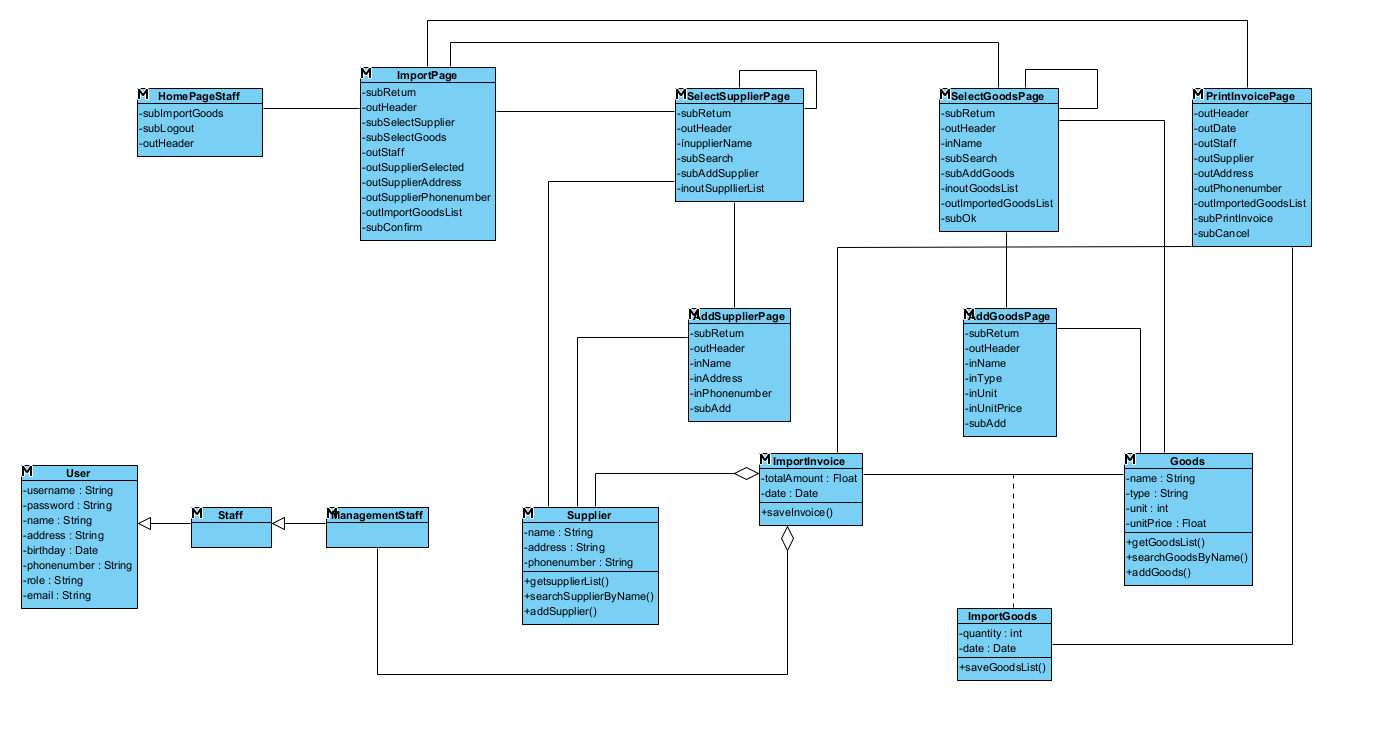 HomePageStaff
-subImportGoods
-subLogout
-outHeader
ImportPage
-subReturn
-outHeader
-subSelectSupplier
-subSelectGoods
-outStaff
-outSupplierSelected
-outSupplierAddress
-outSupplierPhonenumber
-outImportGoodsList
-subConfirm
SelectSupplierPage
-subReturn
-outHeader
-inupplierName
-subSearch
-subAddSupplier
-inoutSuppllierList
SelectGoodsPage
-subReturn
-outHeader
-inName
-subSearch
-subAddGoods
-inoutGoodsList
-outImportedGoodsList
-subOk
PrintInvoicePage
-outHeader
-outDate
-outStaff
-outSupplier
-outAddress
-outPhonenumber
-outImportedGoodsList
-subPrintInvoice
-subCancel
AddSupplierPage
-subReturn
-outHeader
-inName
-inAddress
-inPhonenumber
-subAdd
AddGoodsPage
-subReturn
-outHeader
-inName
-inType
-inUnit
-inUnitPrice
-subAdd
User
-username : String
-password : String
-name : String
-address : String
-birthday : Date
-phonenumber : String
-role : String
-email : String
Staff
ManagementStaff
Supplier
-name : String
-address : String
-phonenumber : String
+getsupplierList()
+searchSupplierByName()
+addSupplier()
ImportInvoice
-totalAmount : Float
-date : Date
+saveInvoice()
Goods
-name : String
-type : String
-unit : int
-unitPrice : Float
+getGoodsList()
+searchGoodsByName()
+addGoods()
ImportGoods
-quantity : int
-date : Date
+saveGoodsList()